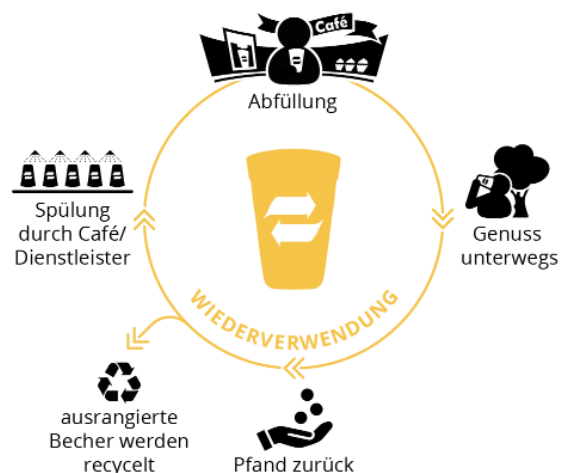 Café
Abfüllung
Genuss
unterwegs
Pfand zurück
ausrangierte
Becher werden
recycelt
Spülung
durch Café/
Dienstleister
WIEDERVERWENDUNG